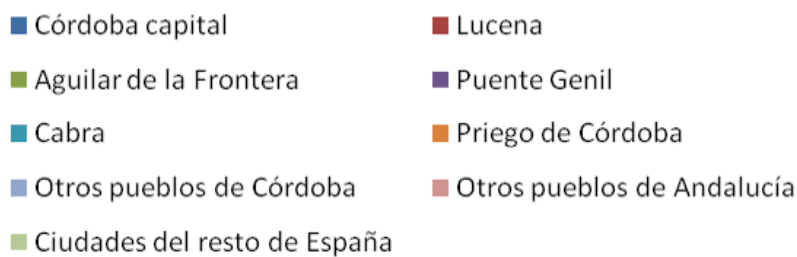 Córdoba capital
Lucena
Aguilar de la Frontera
Puente Genil
Cabra
Priego de Córdoba
Otros pueblos de Córdoba
Otros pueblos de Andalucía
Ciudades del resto de España